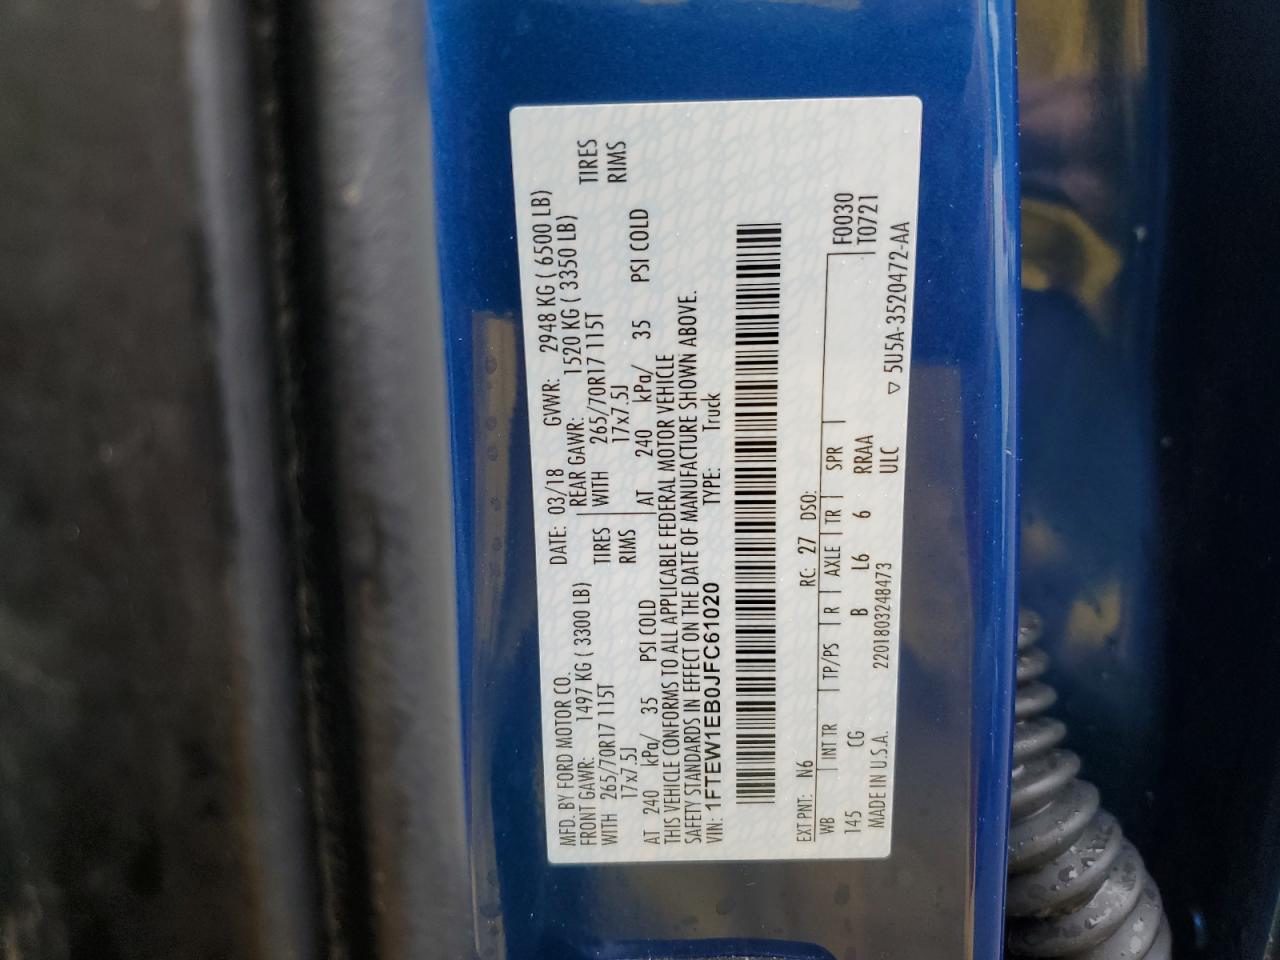 MFD. BY FORD MOTOR CO. DATE: 03/18 GVWR: 2948 KG ( 6500 LB)
FRONT GAWR: 1497 KG ( 3300 LB) REAR GAWR: 1520 KG ( 3350 LB)
WITH 265/70R17 115T TIRES WITH 265/70R17 115T TIRES
17x7.5J RIMS 17x7.5J RIMS
AT 240 kPa/ 35 PSI COLD AT 240 kPa/ 35 PSI COLD
THIS VEHICLE CONFORMS TO ALL APPLICABLE FEDERAL MOTOR VEHICLE
SAFETY STANDARDS IN EFFECT ON THE DATE OF MANUFACTURE SHOWN ABOVE.
VIN: 1FTEW1EB0JFC61020 TYPE: Truck
EXT PNT: N6 RC: 27 DSO:
WB INT TR TP/PS R AXLE TR SPR F0030
145 CG B L6 6 RRAA T0721
MADE IN U.S.A. 2201803248473 ULC
▽ 5U5A-3520472-AA